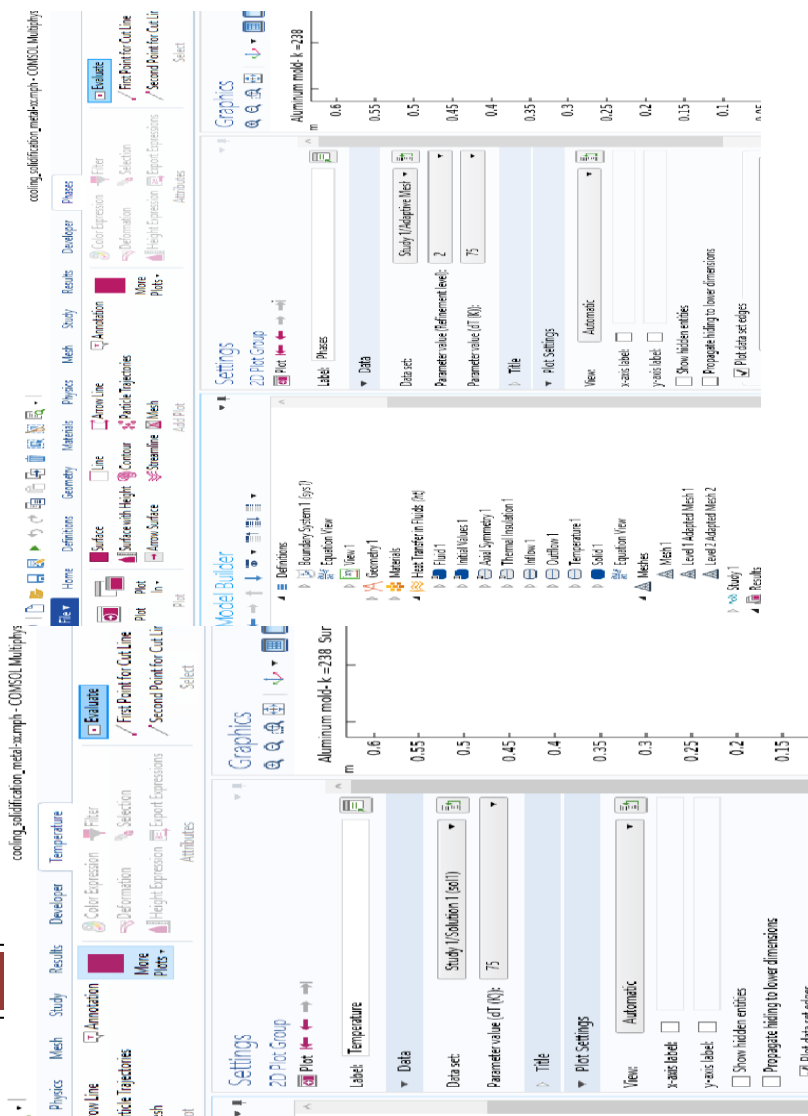 cooling_solidification_metal-xx.mph - COMSOL Multiphys
Physics Mesh Study Results Developer Temperature
ow Line Annotation
ticle Trajectories
sh
More
Plots
Color Expression Filter
Deformation Selection
Height Expression Export Expressions
Attributes
Evaluate
First Point for Cut Line
Second Point for Cut Lir
Select
Settings
2D Plot Group
Plot
Label: Temperature
Data
Data set: Study 1/Solution 1 (sol1)
Parameter value (dT (K)): 75
Title
Plot Settings
View: Automatic
x-axis label:
y-axis label:
Show hidden entities
Propagate hiding to lower dimensions
Plot data set edges
Graphics
Aluminum mold- k =238 Sur
m
0.6
0.55
0.5
0.45
0.4
0.35
0.3
0.25
0.2
0.15
cooling_solidification_metal-xx.mph - COMSOL Multiphys
File Home Definitions Geometry Materials Physics Mesh Study Results Developer Phases
Plot Plot
In
Plot
Surface Line Arrow Line Annotation
Surface with Height Contour Particle Trajectories
Arrow Surface Streamline Mesh
More
Plots
Add Plot
Color Expression Filter
Deformation Selection
Height Expression Export Expressions
Attributes
Evaluate
First Point for Cut Line
Second Point for Cut Lir
Select
Model Builder
Definitions
Boundary System 1 (sys1)
Equation View
View 1
Geometry 1
Materials
Heat Transfer in Fluids (ht)
Fluid 1
Initial Values 1
Axial Symmetry 1
Thermal Insulation 1
Inflow 1
Outflow 1
Temperature 1
Solid 1
Equation View
Meshes
Mesh 1
Level 1 Adapted Mesh 1
Level 2 Adapted Mesh 2
Study 1
Results
Settings
2D Plot Group
Plot
Label: Phases
Data
Data set: Study 1/Adaptive Mesh
Parameter value (Refinement level): 2
Parameter value (dT (K)): 75
Title
Plot Settings
View: Automatic
x-axis label:
y-axis label:
Show hidden entities
Propagate hiding to lower dimensions
Plot data set edges
Graphics
Aluminum mold- k =238
m
0.6
0.55
0.5
0.45
0.4
0.35
0.3
0.25
0.2
0.15
0.1